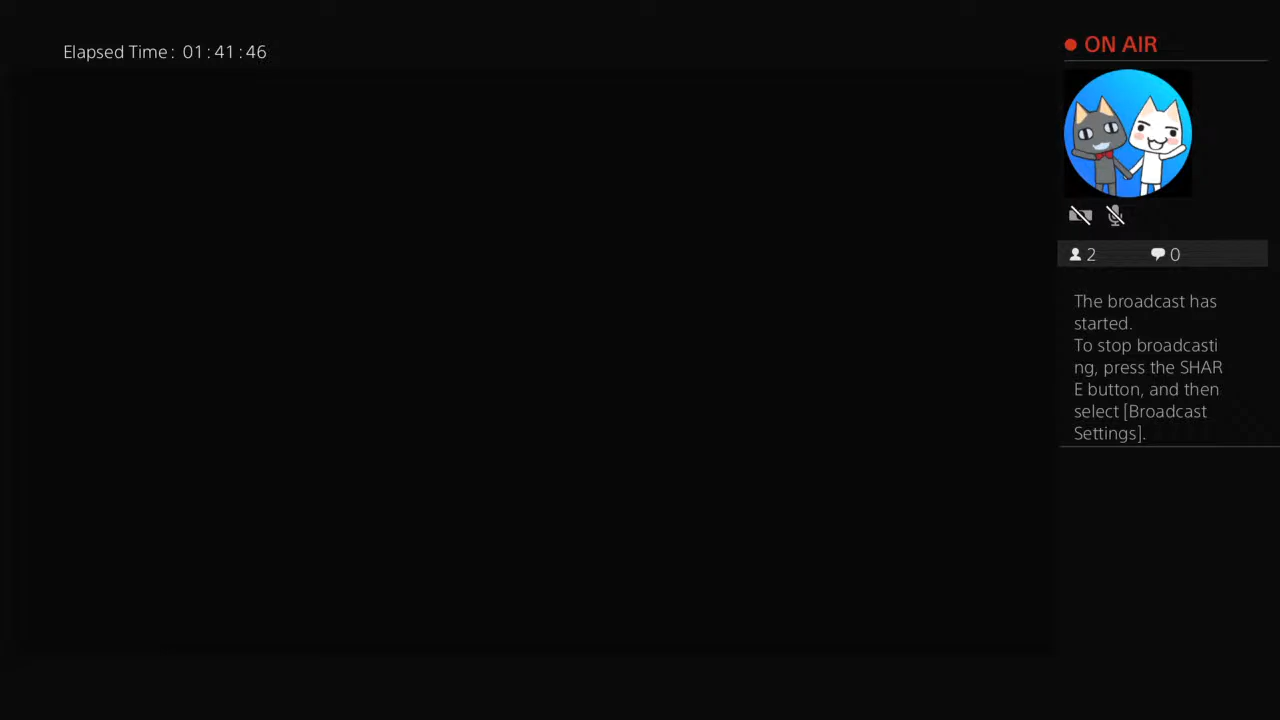 Elapsed Time: 01:41:46
ON AIR
2 0
The broadcast has
started.
To stop broadcasti
ng, press the SHAR
E button, and then
select [Broadcast
Settings].